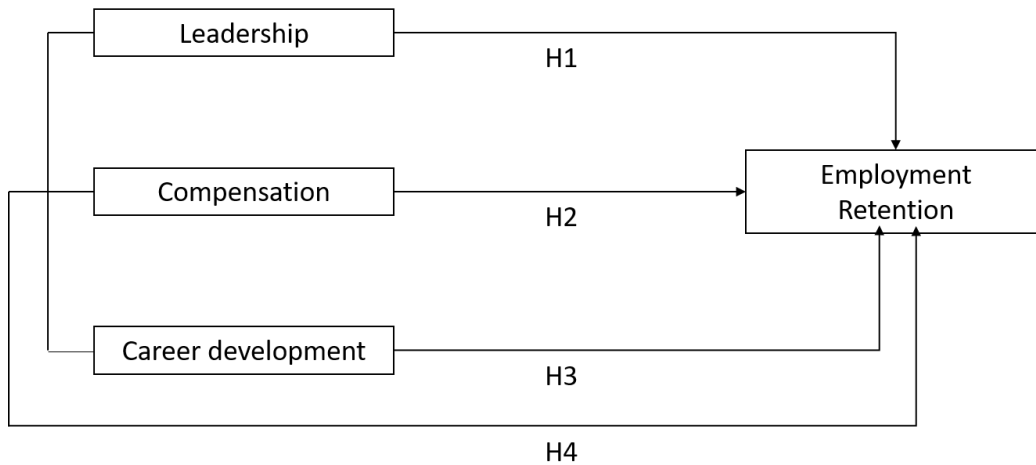 Leadership
H1
Compensation
H2
Employment
Retention
Career development
H3
H4